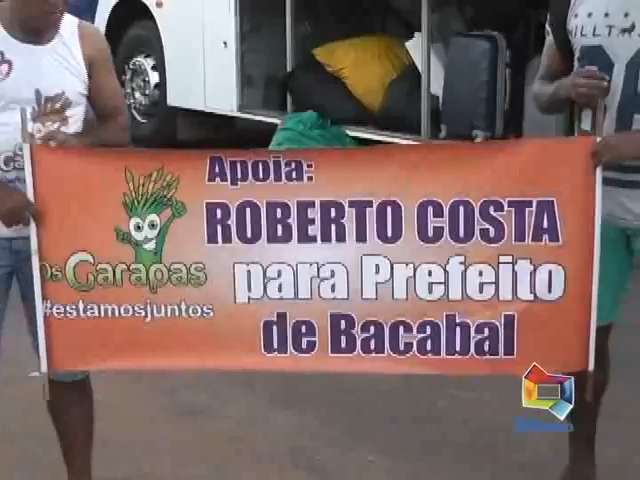 Apoia:
ROBERTO COSTA
para Prefeito
de Bacabal
Os Garapas
#estamosjuntos